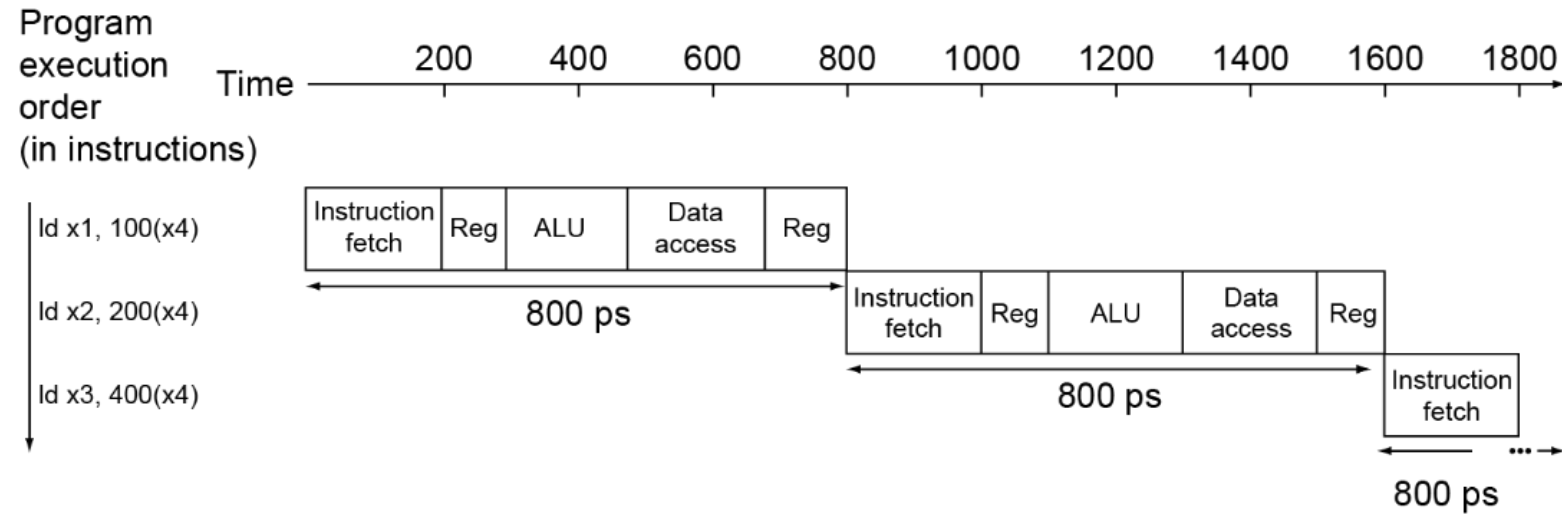 Program
execution
order
(in instructions)
Time
200 400 600 800 1000 1200 1400 1600 1800
ld x1, 100(x4)
Instruction
fetch
Reg
ALU
Data
access
Reg
800 ps
ld x2, 200(x4)
Instruction
fetch
Reg
ALU
Data
access
Reg
800 ps
ld x3, 400(x4)
Instruction
fetch
...
800 ps